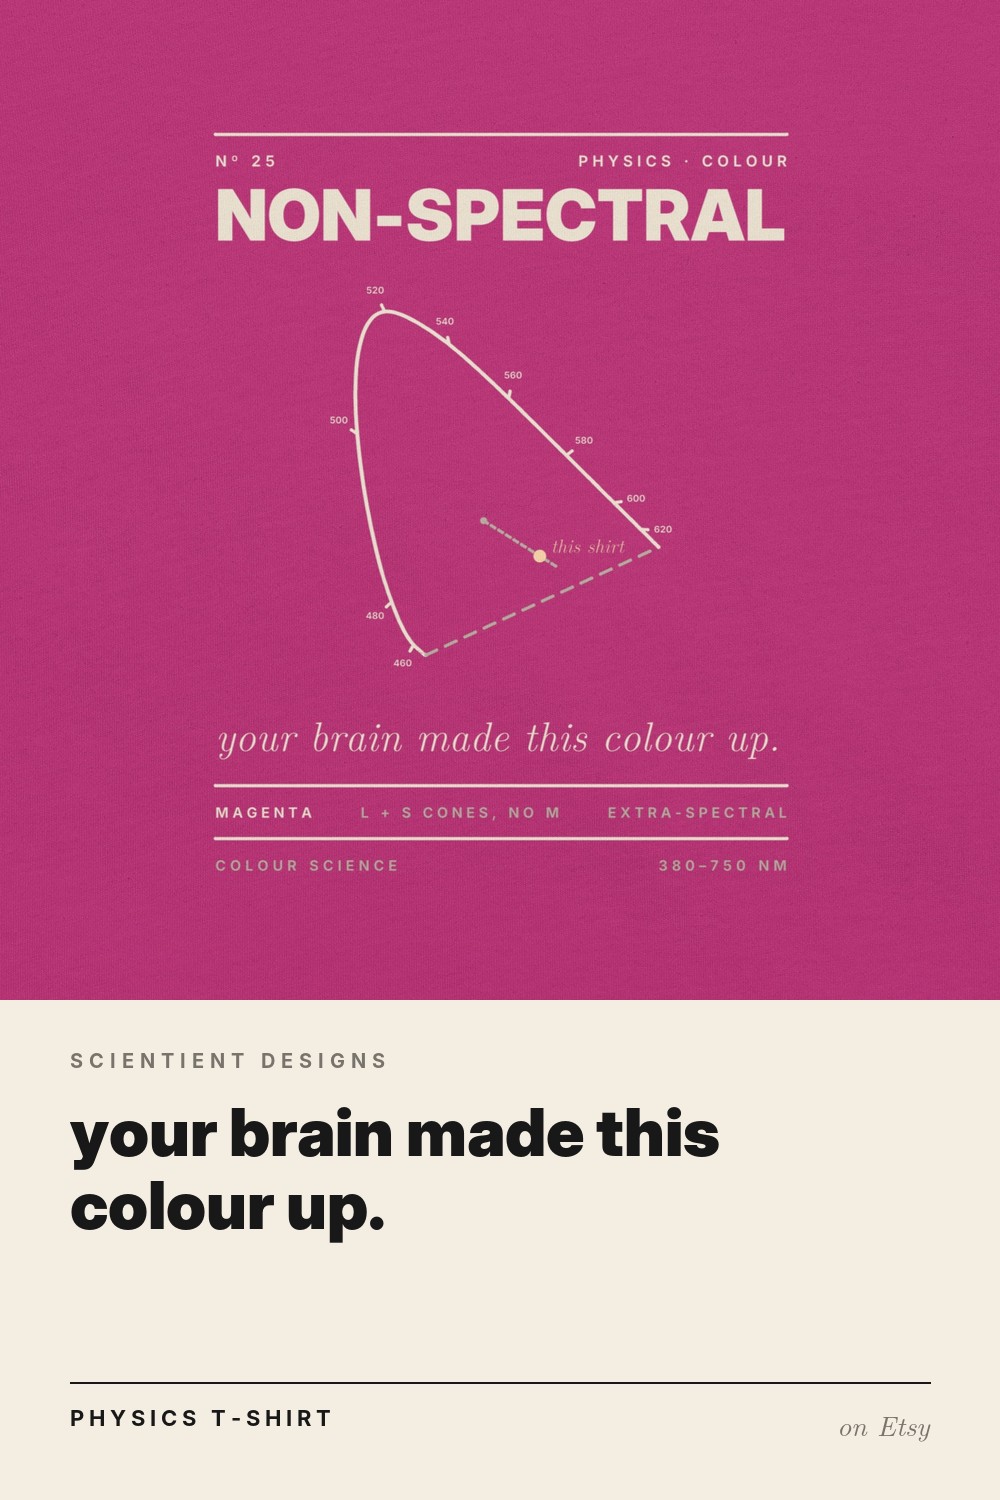 Nº 25
PHYSICS · COLOUR
NON-SPECTRAL
520
540
560
500
580
600
620
this shirt
480
460
your brain made this colour up.
MAGENTA L + S CONES, NO M EXTRA-SPECTRAL
COLOUR SCIENCE 380–750 NM
SCIENTIENT DESIGNS
your brain made this
colour up.
PHYSICS T-SHIRT
on Etsy